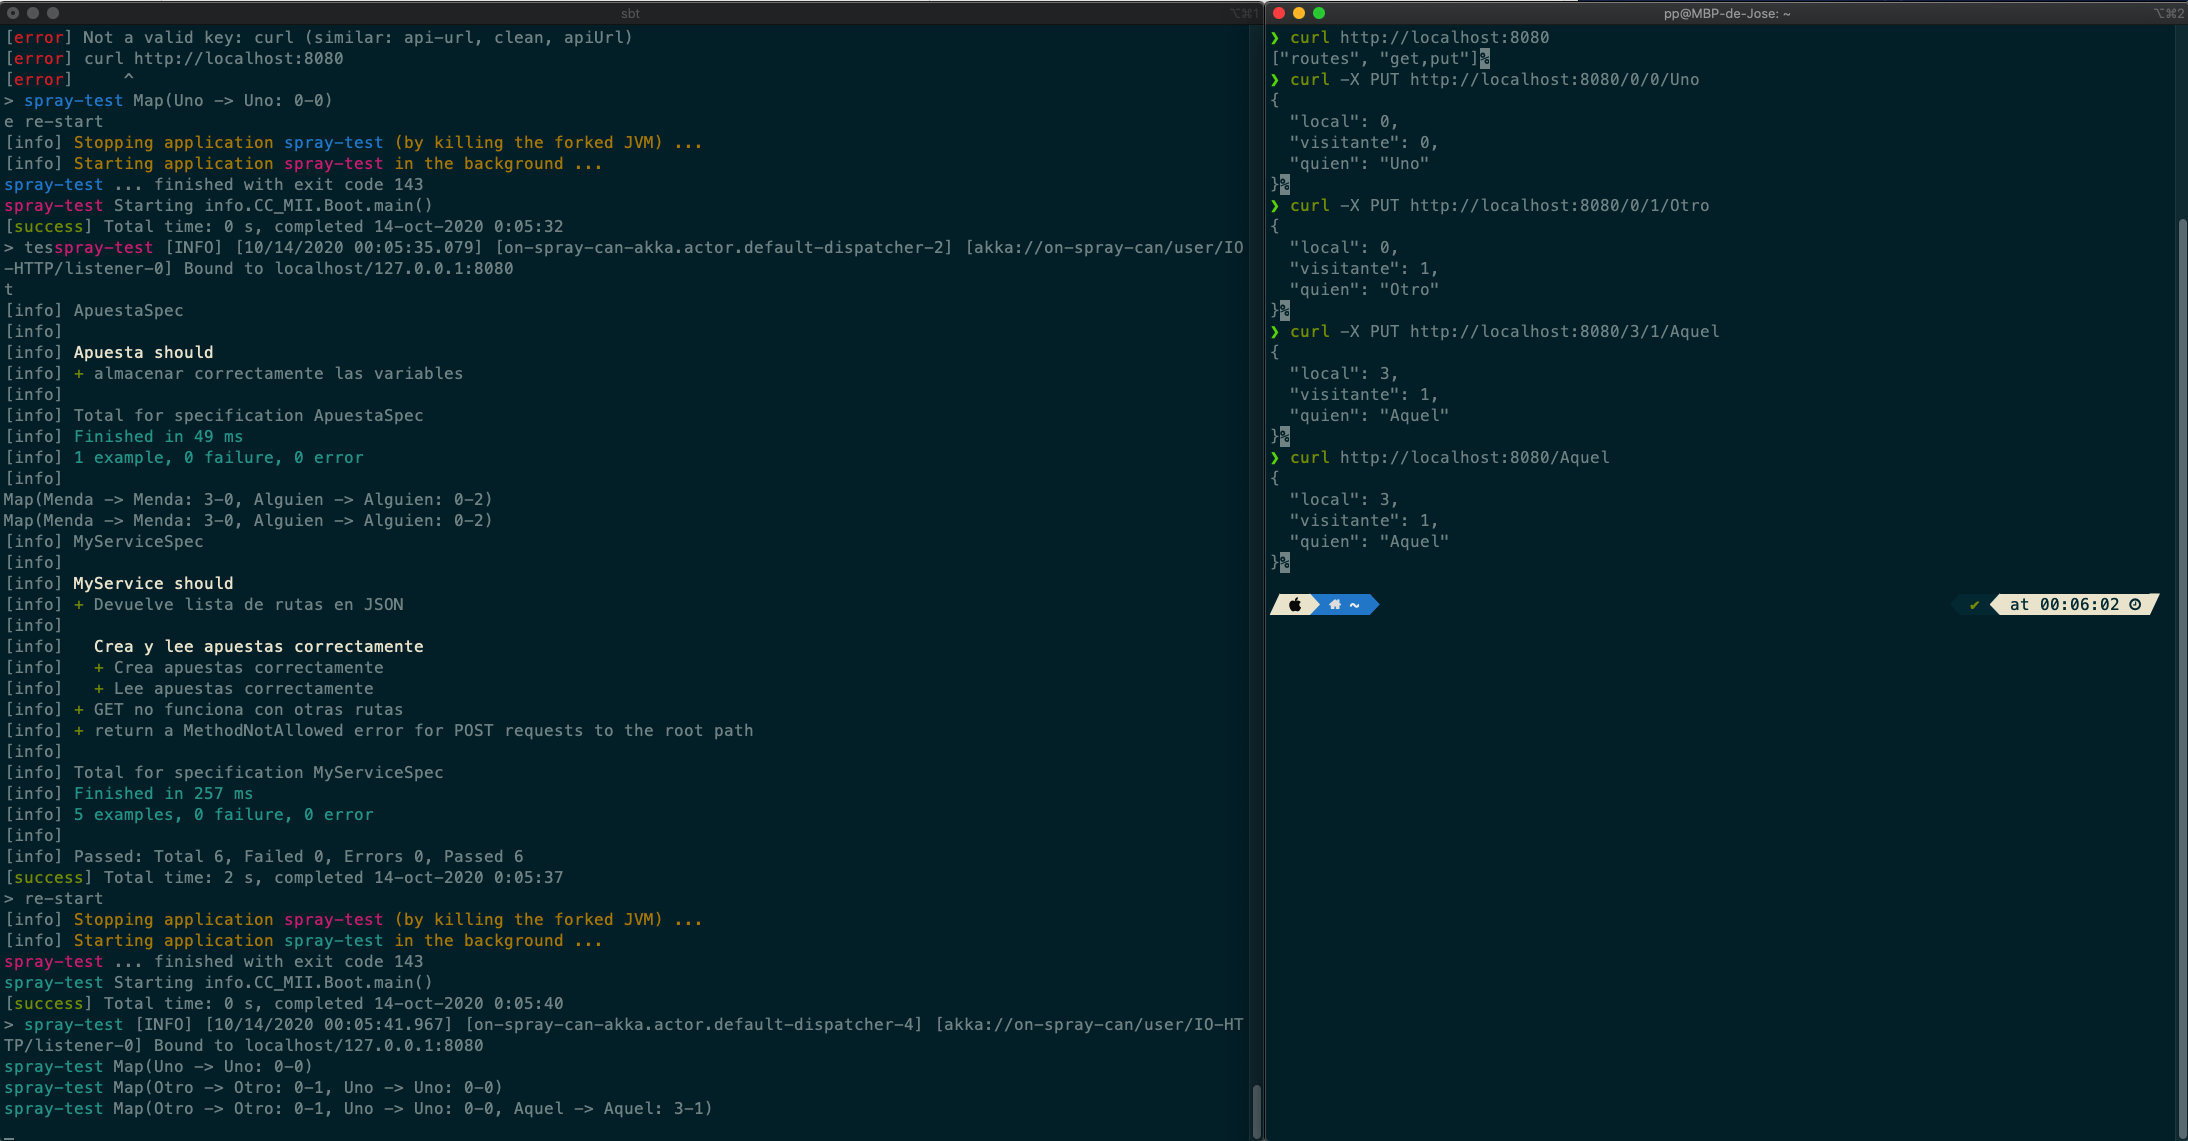 sbt
⌥⌘1
[error] Not a valid key: curl (similar: api-url, clean, apiUrl)
[error] curl http://localhost:8080
[error]      ^
> spray-test Map(Uno -> Uno: 0-0)
e re-start
[info] Stopping application spray-test (by killing the forked JVM) ...
[info] Starting application spray-test in the background ...
spray-test ... finished with exit code 143
spray-test Starting info.CC_MII.Boot.main()
[success] Total time: 0 s, completed 14-oct-2020 0:05:32
> tesspray-test [INFO] [10/14/2020 00:05:35.079] [on-spray-can-akka.actor.default-dispatcher-2] [akka://on-spray-can/user/IO
-HTTP/listener-0] Bound to localhost/127.0.0.1:8080
t
[info] ApuestaSpec
[info]
[info] Apuesta should
[info] + almacenar correctamente las variables
[info]
[info] Total for specification ApuestaSpec
[info] Finished in 49 ms
[info] 1 example, 0 failure, 0 error
[info]
Map(Menda -> Menda: 3-0, Alguien -> Alguien: 0-2)
Map(Menda -> Menda: 3-0, Alguien -> Alguien: 0-2)
[info] MyServiceSpec
[info]
[info] MyService should
[info] + Devuelve lista de rutas en JSON
[info]
[info]   Crea y lee apuestas correctamente
[info]   + Crea apuestas correctamente
[info]   + Lee apuestas correctamente
[info] + GET no funciona con otras rutas
[info] + return a MethodNotAllowed error for POST requests to the root path
[info]
[info] Total for specification MyServiceSpec
[info] Finished in 257 ms
[info] 5 examples, 0 failure, 0 error
[info]
[info] Passed: Total 6, Failed 0, Errors 0, Passed 6
[success] Total time: 2 s, completed 14-oct-2020 0:05:37
> re-start
[info] Stopping application spray-test (by killing the forked JVM) ...
[info] Starting application spray-test in the background ...
spray-test ... finished with exit code 143
spray-test Starting info.CC_MII.Boot.main()
[success] Total time: 0 s, completed 14-oct-2020 0:05:40
> spray-test [INFO] [10/14/2020 00:05:41.967] [on-spray-can-akka.actor.default-dispatcher-4] [akka://on-spray-can/user/IO-HT
TP/listener-0] Bound to localhost/127.0.0.1:8080
spray-test Map(Uno -> Uno: 0-0)
spray-test Map(Otro -> Otro: 0-1, Uno -> Uno: 0-0)
spray-test Map(Otro -> Otro: 0-1, Uno -> Uno: 0-0, Aquel -> Aquel: 3-1)
pp@MBP-de-Jose: ~
⌥⌘2
❯ curl http://localhost:8080
["routes", "get,put"]%
❯ curl -X PUT http://localhost:8080/0/0/Uno
{
  "local": 0,
  "visitante": 0,
  "quien": "Uno"
}%
❯ curl -X PUT http://localhost:8080/0/1/Otro
{
  "local": 0,
  "visitante": 1,
  "quien": "Otro"
}%
❯ curl -X PUT http://localhost:8080/3/1/Aquel
{
  "local": 3,
  "visitante": 1,
  "quien": "Aquel"
}%
❯ curl http://localhost:8080/Aquel
{
  "local": 3,
  "visitante": 1,
  "quien": "Aquel"
}%
~
✔ at 00:06:02